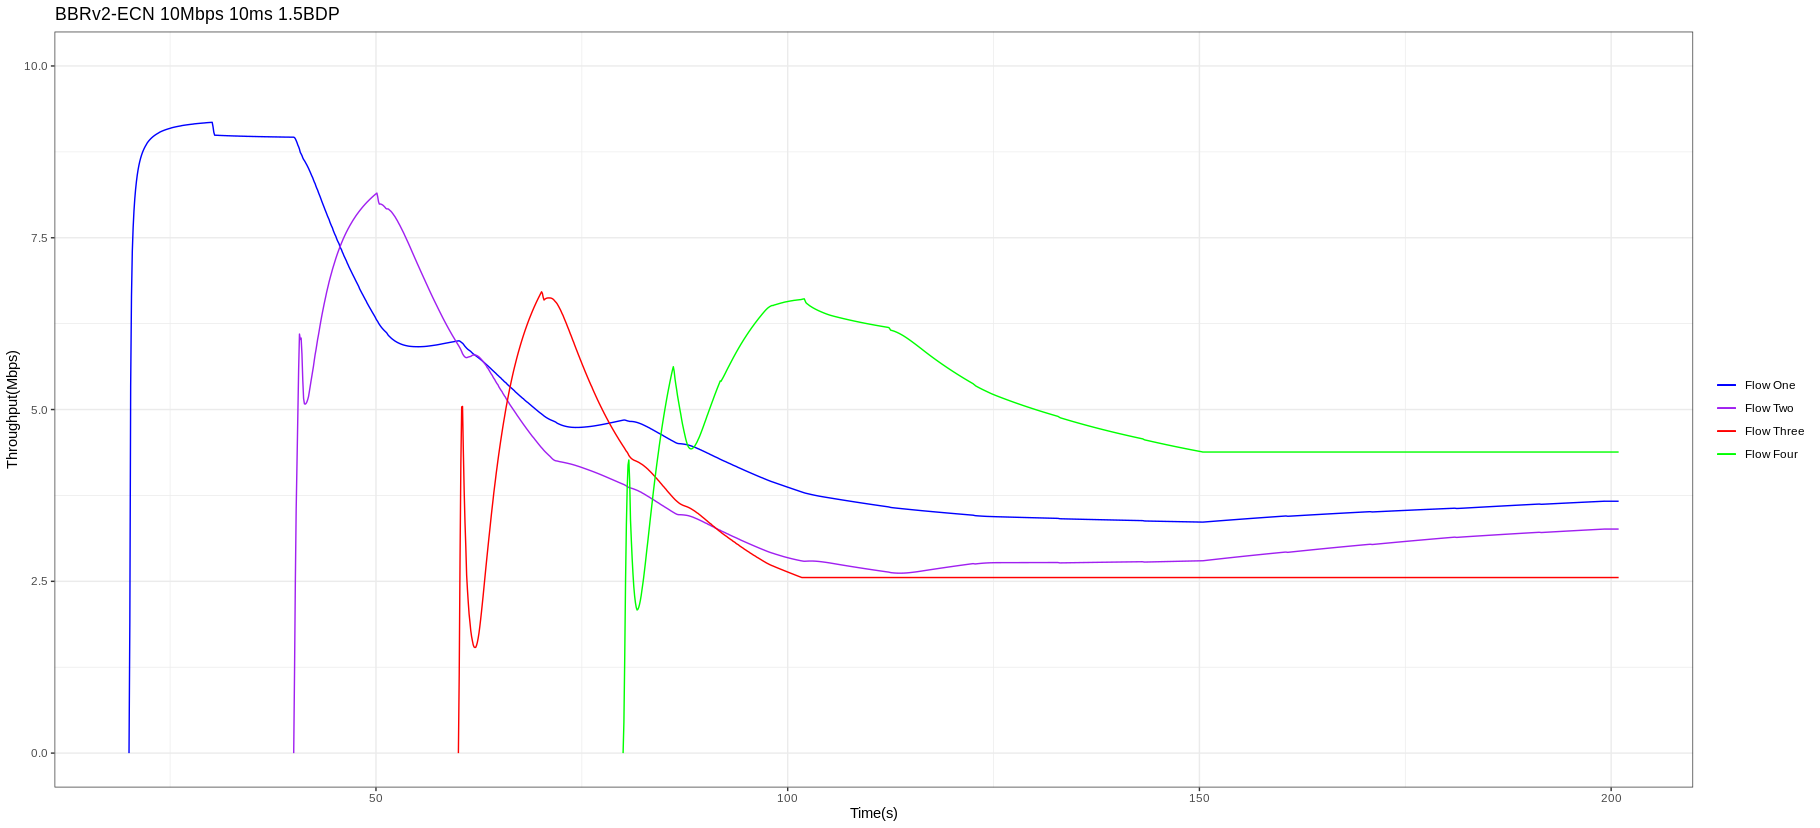 BBRv2-ECN 10Mbps 10ms 1.5BDP
Throughput(Mbps)
10.0
7.5
5.0
2.5
0.0
50
100
150
200
Time(s)
Flow One
Flow Two
Flow Three
Flow Four